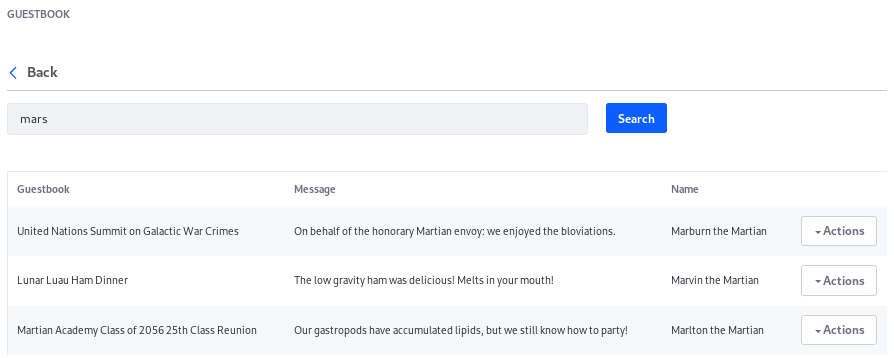 GUESTBOOK
Back
mars Search
Guestbook Message Name
United Nations Summit on Galactic War Crimes On behalf of the honorary Martian envoy: we enjoyed the bloviations. Marburn the Martian Actions
Lunar Luau Ham Dinner The low gravity ham was delicious! Melts in your mouth! Marvin the Martian Actions
Martian Academy Class of 2056 25th Class Reunion Our gastropods have accumulated lipids, but we still know how to party! Marlton the Martian Actions